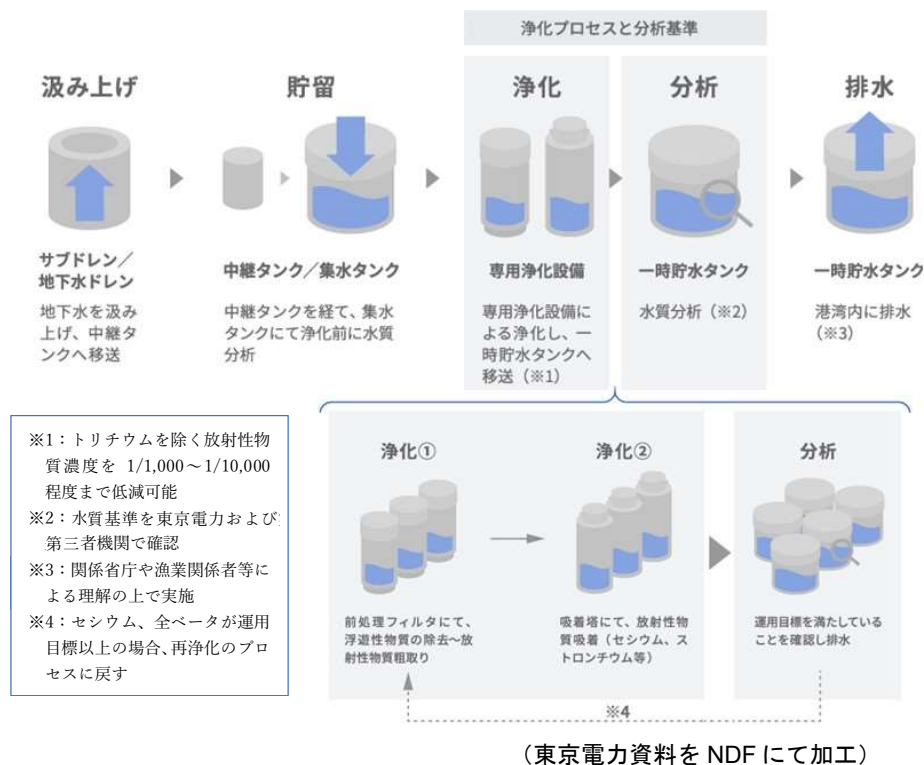 浄化プロセスと分析基準
汲み上げ
貯留
浄化
分析
排水
サブドレン/
地下水ドレン
地下水を汲み
上げ、中継タ
ンクへ移送
中継タンク/集水タンク
中継タンクを経て、集水
タンクにて浄化前に水質
分析
専用浄化設備
専用浄化設備に
よる浄化し、一
時貯水タンクへ
移送(※1)
一時貯水タンク
水質分析(※2)
一時貯水タンク
港湾内に排水
(※3)
※1:トリチウムを除く放射性物
質濃度を 1/1,000~1/10,000
程度まで低減可能
※2:水質基準を東京電力および
第三者機関で確認
※3:関係省庁や漁業関係者等に
よる理解の上で実施
※4:セシウム、全ベータが運用
目標以上の場合、再浄化のプロ
セスに戻す
浄化①
前処理フィルタにて、
浮遊性物質の除去~放
射性物質粗取り
浄化②
吸着塔にて、放射性物
質吸着(セシウム、ス
トロンチウム等)
分析
運用目標を満たしている
ことを確認し排水
※4
(東京電力資料を NDF にて加工)